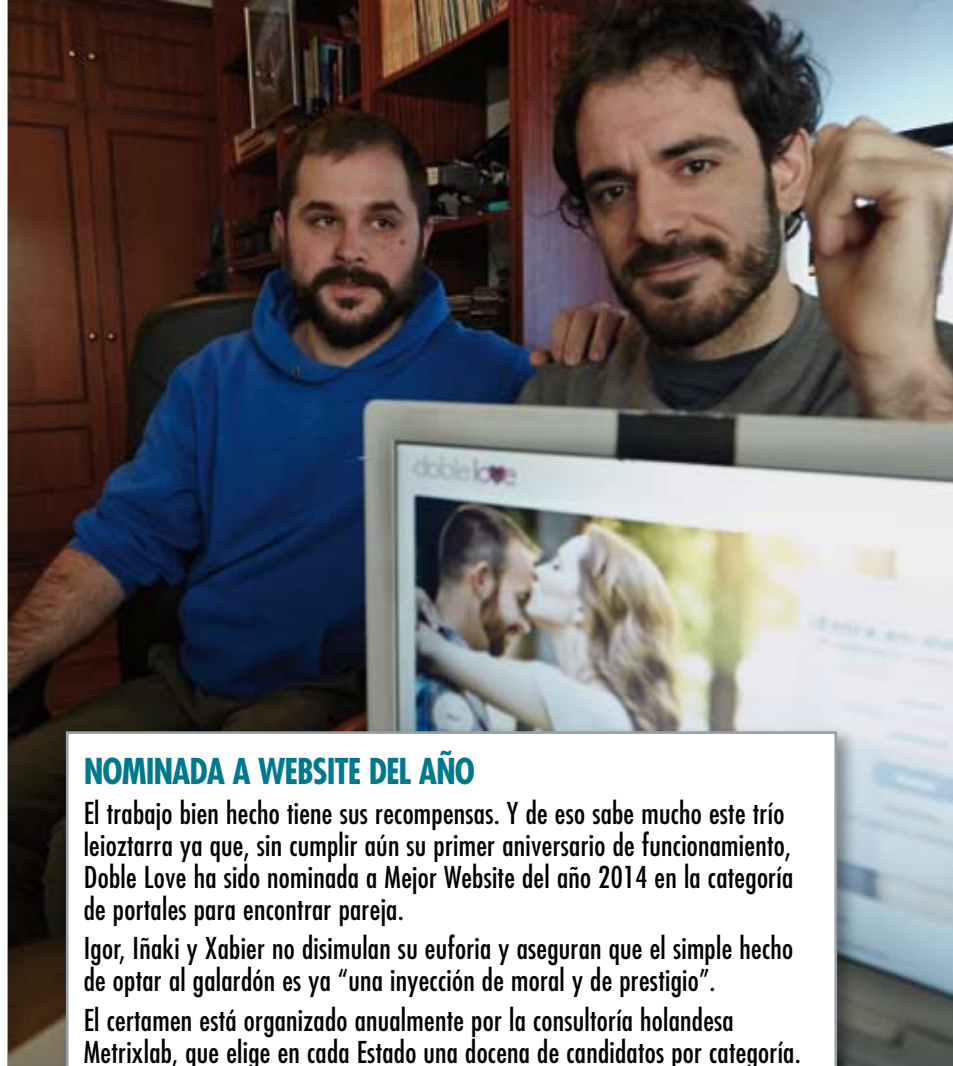 doblelove
NOMINADA A WEBSITE DEL AÑO
El trabajo bien hecho tiene sus recompensas. Y de eso sabe mucho este trío
leioztarra ya que, sin cumplir aún su primer aniversario de funcionamiento,
Doble Love ha sido nominada a Mejor Website del año 2014 en la categoría
de portales para encontrar pareja.
Igor, Iñaki y Xabier no disimulan su euforia y aseguran que el simple hecho
de optar al galardón es ya “una inyección de moral y de prestigio”.
El certamen está organizado anualmente por la consultoría holandesa
Metrixlab, que elige en cada Estado una docena de candidatos por categoría.